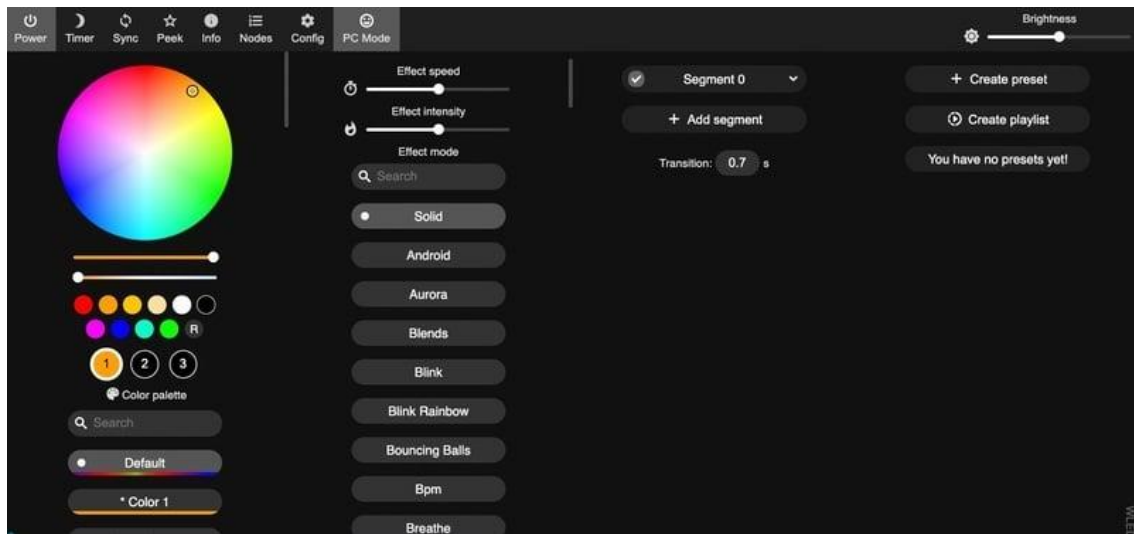 Power Timer Sync Peek Info Nodes Config PC Mode
Brightness
R
1 2 3
Color palette
Search
Default
* Color 1
Effect speed
Effect intensity
Effect mode
Search
Solid
Android
Aurora
Blends
Blink
Blink Rainbow
Bouncing Balls
Bpm
Breathe
Segment 0
+ Add segment
Transition: 0.7 s
+ Create preset
Create playlist
You have no presets yet!